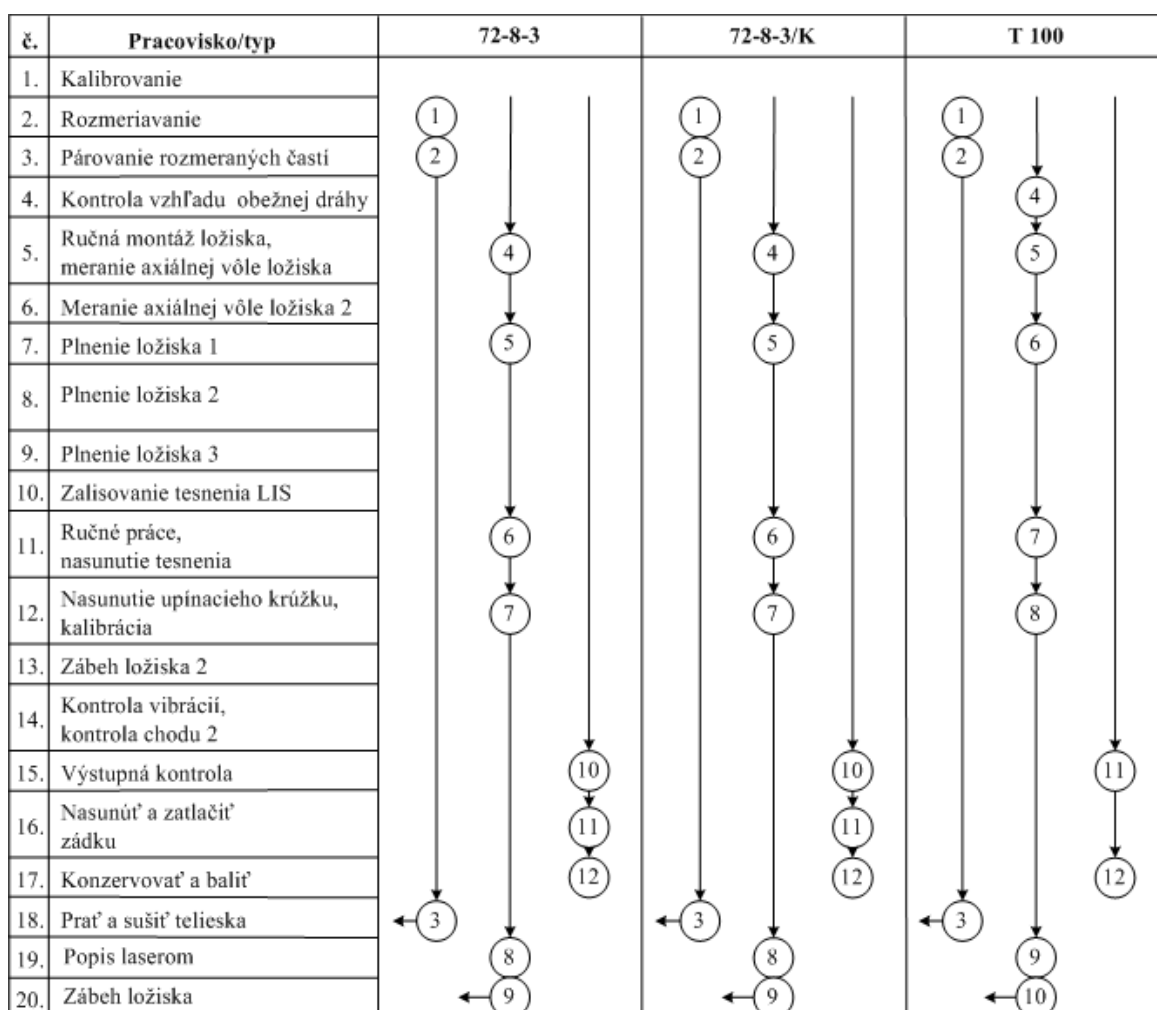 č. Pracovisko/typ 72-8-3 72-8-3/K T 100
1. Kalibrovanie
2. Rozmeriavanie 1 1 1
3. Párovanie rozmeraných častí 2 2 2
4. Kontrola vzhľadu obežnej dráhy 4
5. Ručná montáž ložiska,
meranie axiálnej vôle ložiska 4 4 5
6. Meranie axiálnej vôle ložiska 2
7. Plnenie ložiska 1 5 5 6
8. Plnenie ložiska 2
9. Plnenie ložiska 3
10. Zalisovanie tesnenia LIS
11. Ručné práce,
nasunutie tesnenia 6 6 7
12. Nasunutie upínacieho krúžku,
kalibrácia 7 7 8
13. Zábeh ložiska 2
14. Kontrola vibrácií,
kontrola chodu 2
15. Výstupná kontrola 10 10 11
16. Nasunúť a zatlačiť
zádku 11 11
17. Konzervovať a baliť 12 12 12
18. Prať a sušiť telieska 3 3 3
19. Popis laserom 8 8 9
20. Zábeh ložiska 9 9 10